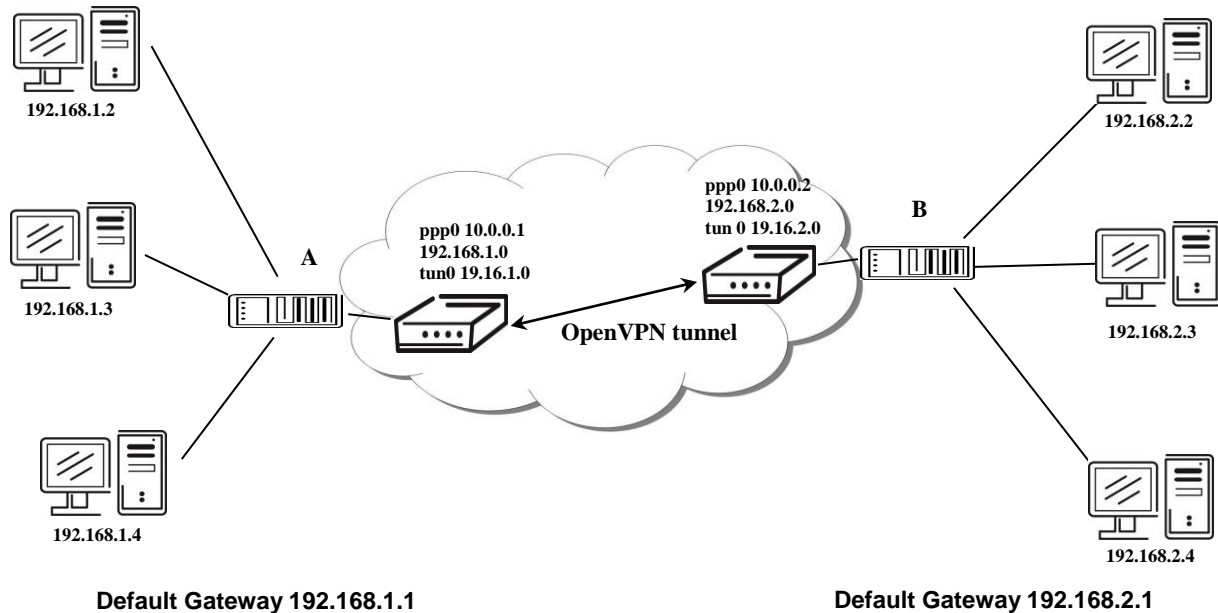 192.168.1.2
192.168.1.3
192.168.1.4
A
ppp0 10.0.0.1
192.168.1.0
tun0 19.16.1.0
OpenVPN tunnel
ppp0 10.0.0.2
192.168.2.0
tun 0 19.16.2.0
B
192.168.2.2
192.168.2.3
192.168.2.4
Default Gateway 192.168.1.1
Default Gateway 192.168.2.1